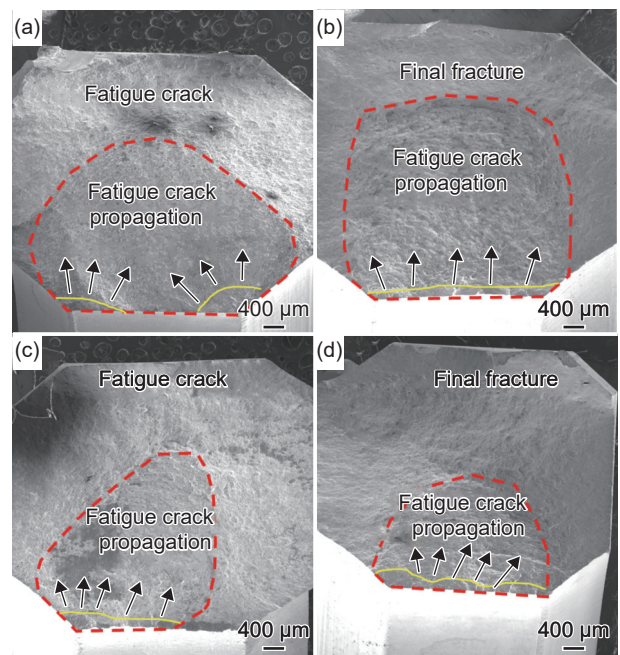 (a)
Fatigue crack
Fatigue crack
propagation
400 μm
(b)
Final fracture
Fatigue crack
propagation
400 μm
(c)
Fatigue crack
Fatigue crack
propagation
400 μm
(d)
Final fracture
Fatigue crack
propagation
400 μm